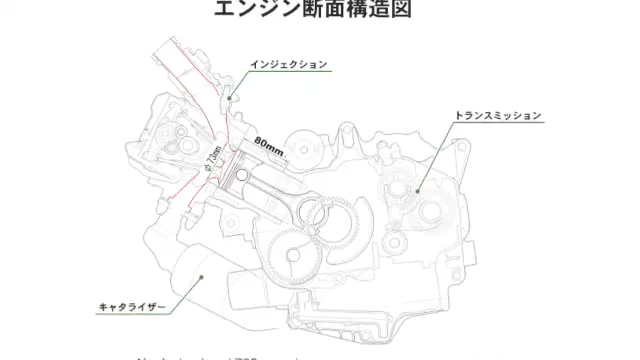 エンジン断面構造図
インジェクション
トランスミッション
80mm
φ73mm
キャタライザー